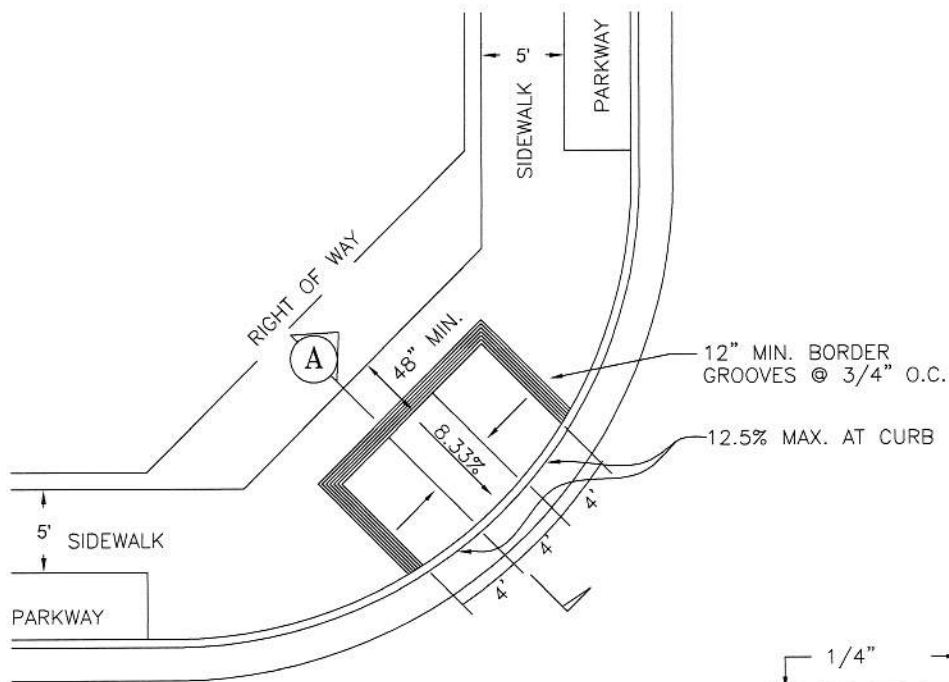 5'
SIDEWALK
PARKWAY
RIGHT OF WAY
A
48" MIN.
12" MIN. BORDER
GROOVES @ 3/4" O.C.
8.33%
12.5% MAX. AT CURB
4'
4'
4'
5' SIDEWALK
PARKWAY
1/4"